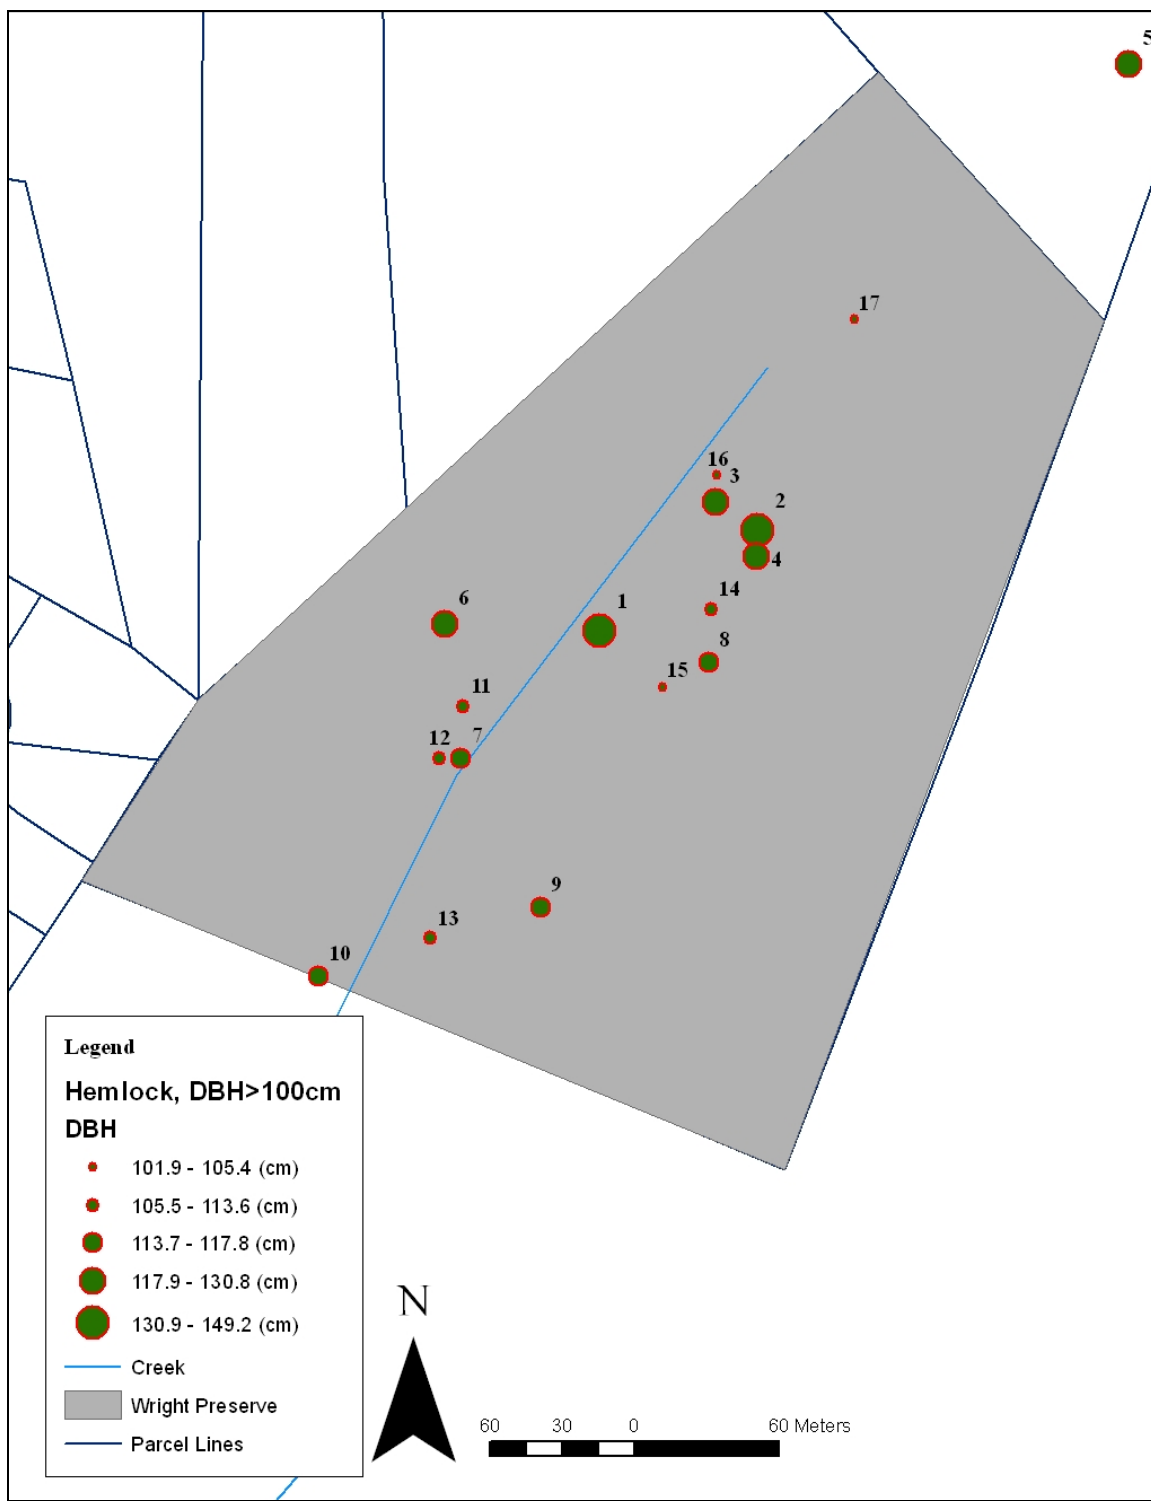 5
17
16
3
2
4
14
6
1
8
15
11
12
7
9
13
10
Legend
Hemlock, DBH>100cm
DBH
101.9 - 105.4 (cm)
105.5 - 113.6 (cm)
113.7 - 117.8 (cm)
117.9 - 130.8 (cm)
130.9 - 149.2 (cm)
Creek
Wright Preserve
Parcel Lines
N
60 30 0 60 Meters